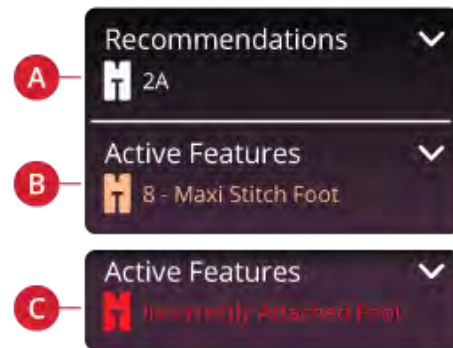 Recommendations
A
2A
Active Features
B
8 - Maxi Stitch Foot
Active Features
C
Incorrectly Attached Foot